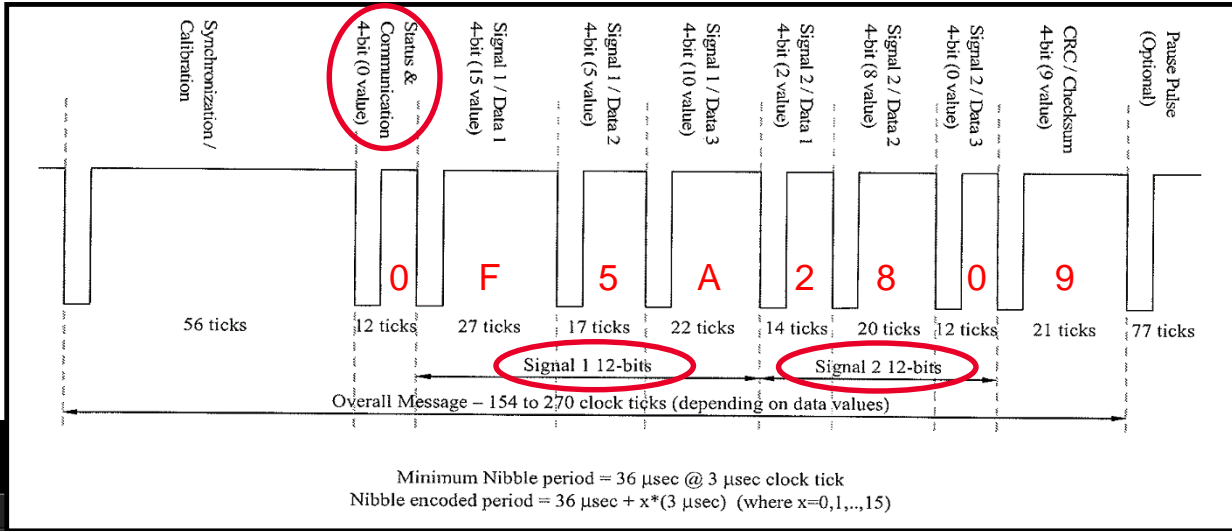 Synchronization /
Calibration
Status &
Communication
4-bit (0 value)
Signal 1 / Data 1
4-bit (15 value)
Signal 1 / Data 2
4-bit (5 value)
Signal 1 / Data 3
4-bit (10 value)
Signal 2 / Data 1
4-bit (2 value)
Signal 2 / Data 2
4-bit (8 value)
Signal 2 / Data 3
4-bit (0 value)
CRC / Checksum
4-bit (9 value)
Pause Pulse
(Optional)
0 F 5 A 2 8 0 9
56 ticks 12 ticks 27 ticks 17 ticks 22 ticks 14 ticks 20 ticks 12 ticks 21 ticks 77 ticks
Signal 1 12-bits Signal 2 12-bits
Overall Message – 154 to 270 clock ticks (depending on data values)
Minimum Nibble period = 36 µsec @ 3 µsec clock tick
Nibble encoded period = 36 µsec + x*(3 µsec) (where x=0,1,..,15)